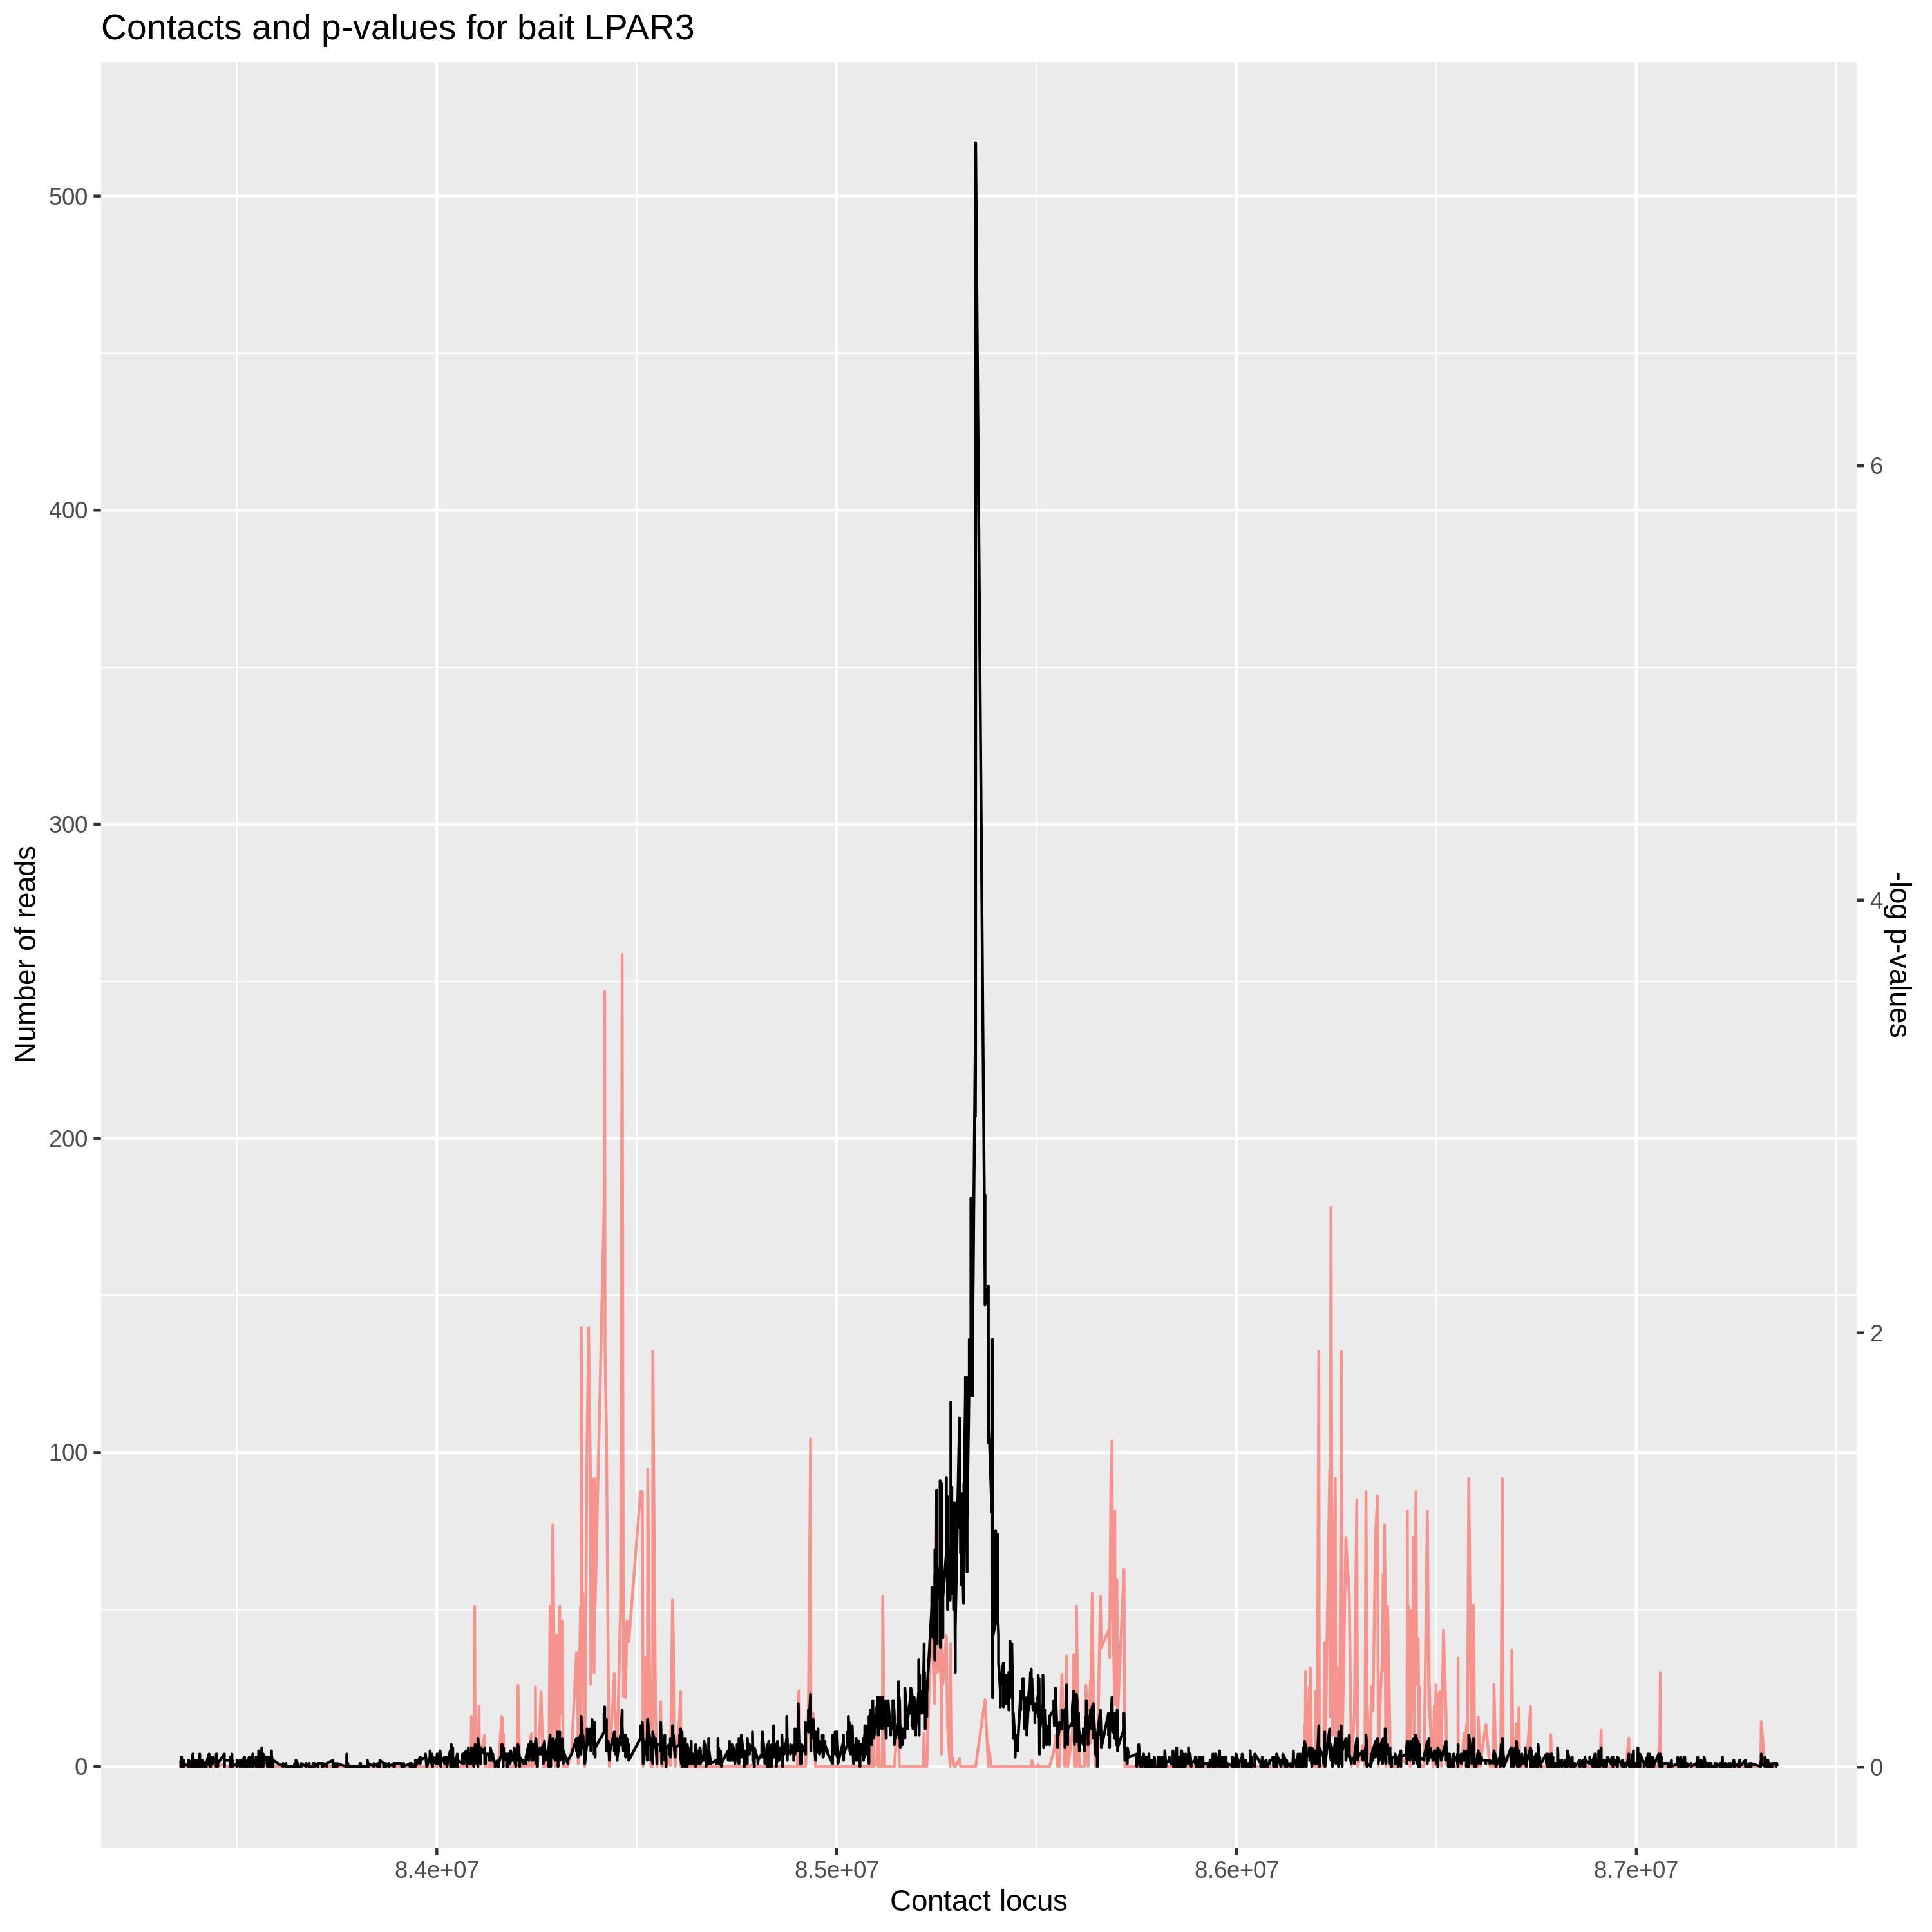 Contacts and p-values for bait LPAR3
Number of reads
500
400
300
200
100
0
6
4
2
0
-log p-values
8.4e+07
8.5e+07
8.6e+07
8.7e+07
Contact locus